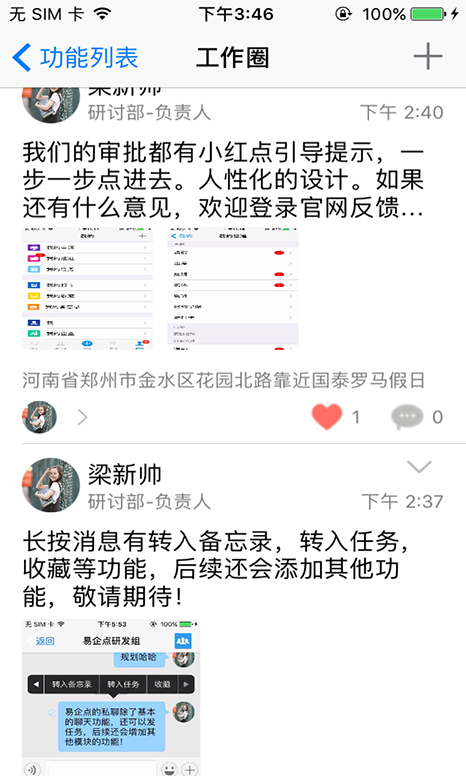 无 SIM 卡
下午3:46
100%
功能列表
工作圈
梁新帅
研讨部-负责人
下午 2:40
我们的审批都有小红点引导提示，一
步一步点进去。人性化的设计。如果
还有什么意见，欢迎登录官网反馈...
河南省郑州市金水区花园北路靠近国泰罗马假日
1
0
梁新帅
研讨部-负责人
下午 2:37
长按消息有转入备忘录，转入任务，
收藏等功能，后续还会添加其他功
能，敬请期待！
无 SIM 卡
下午5:53
100%
返回
易企点研发组
规划哈哈
转入备忘录
转入任务
收藏
易企点的私聊除了基本
的聊天功能，还可以发
任务，后续还会增加其
他模块的功能！